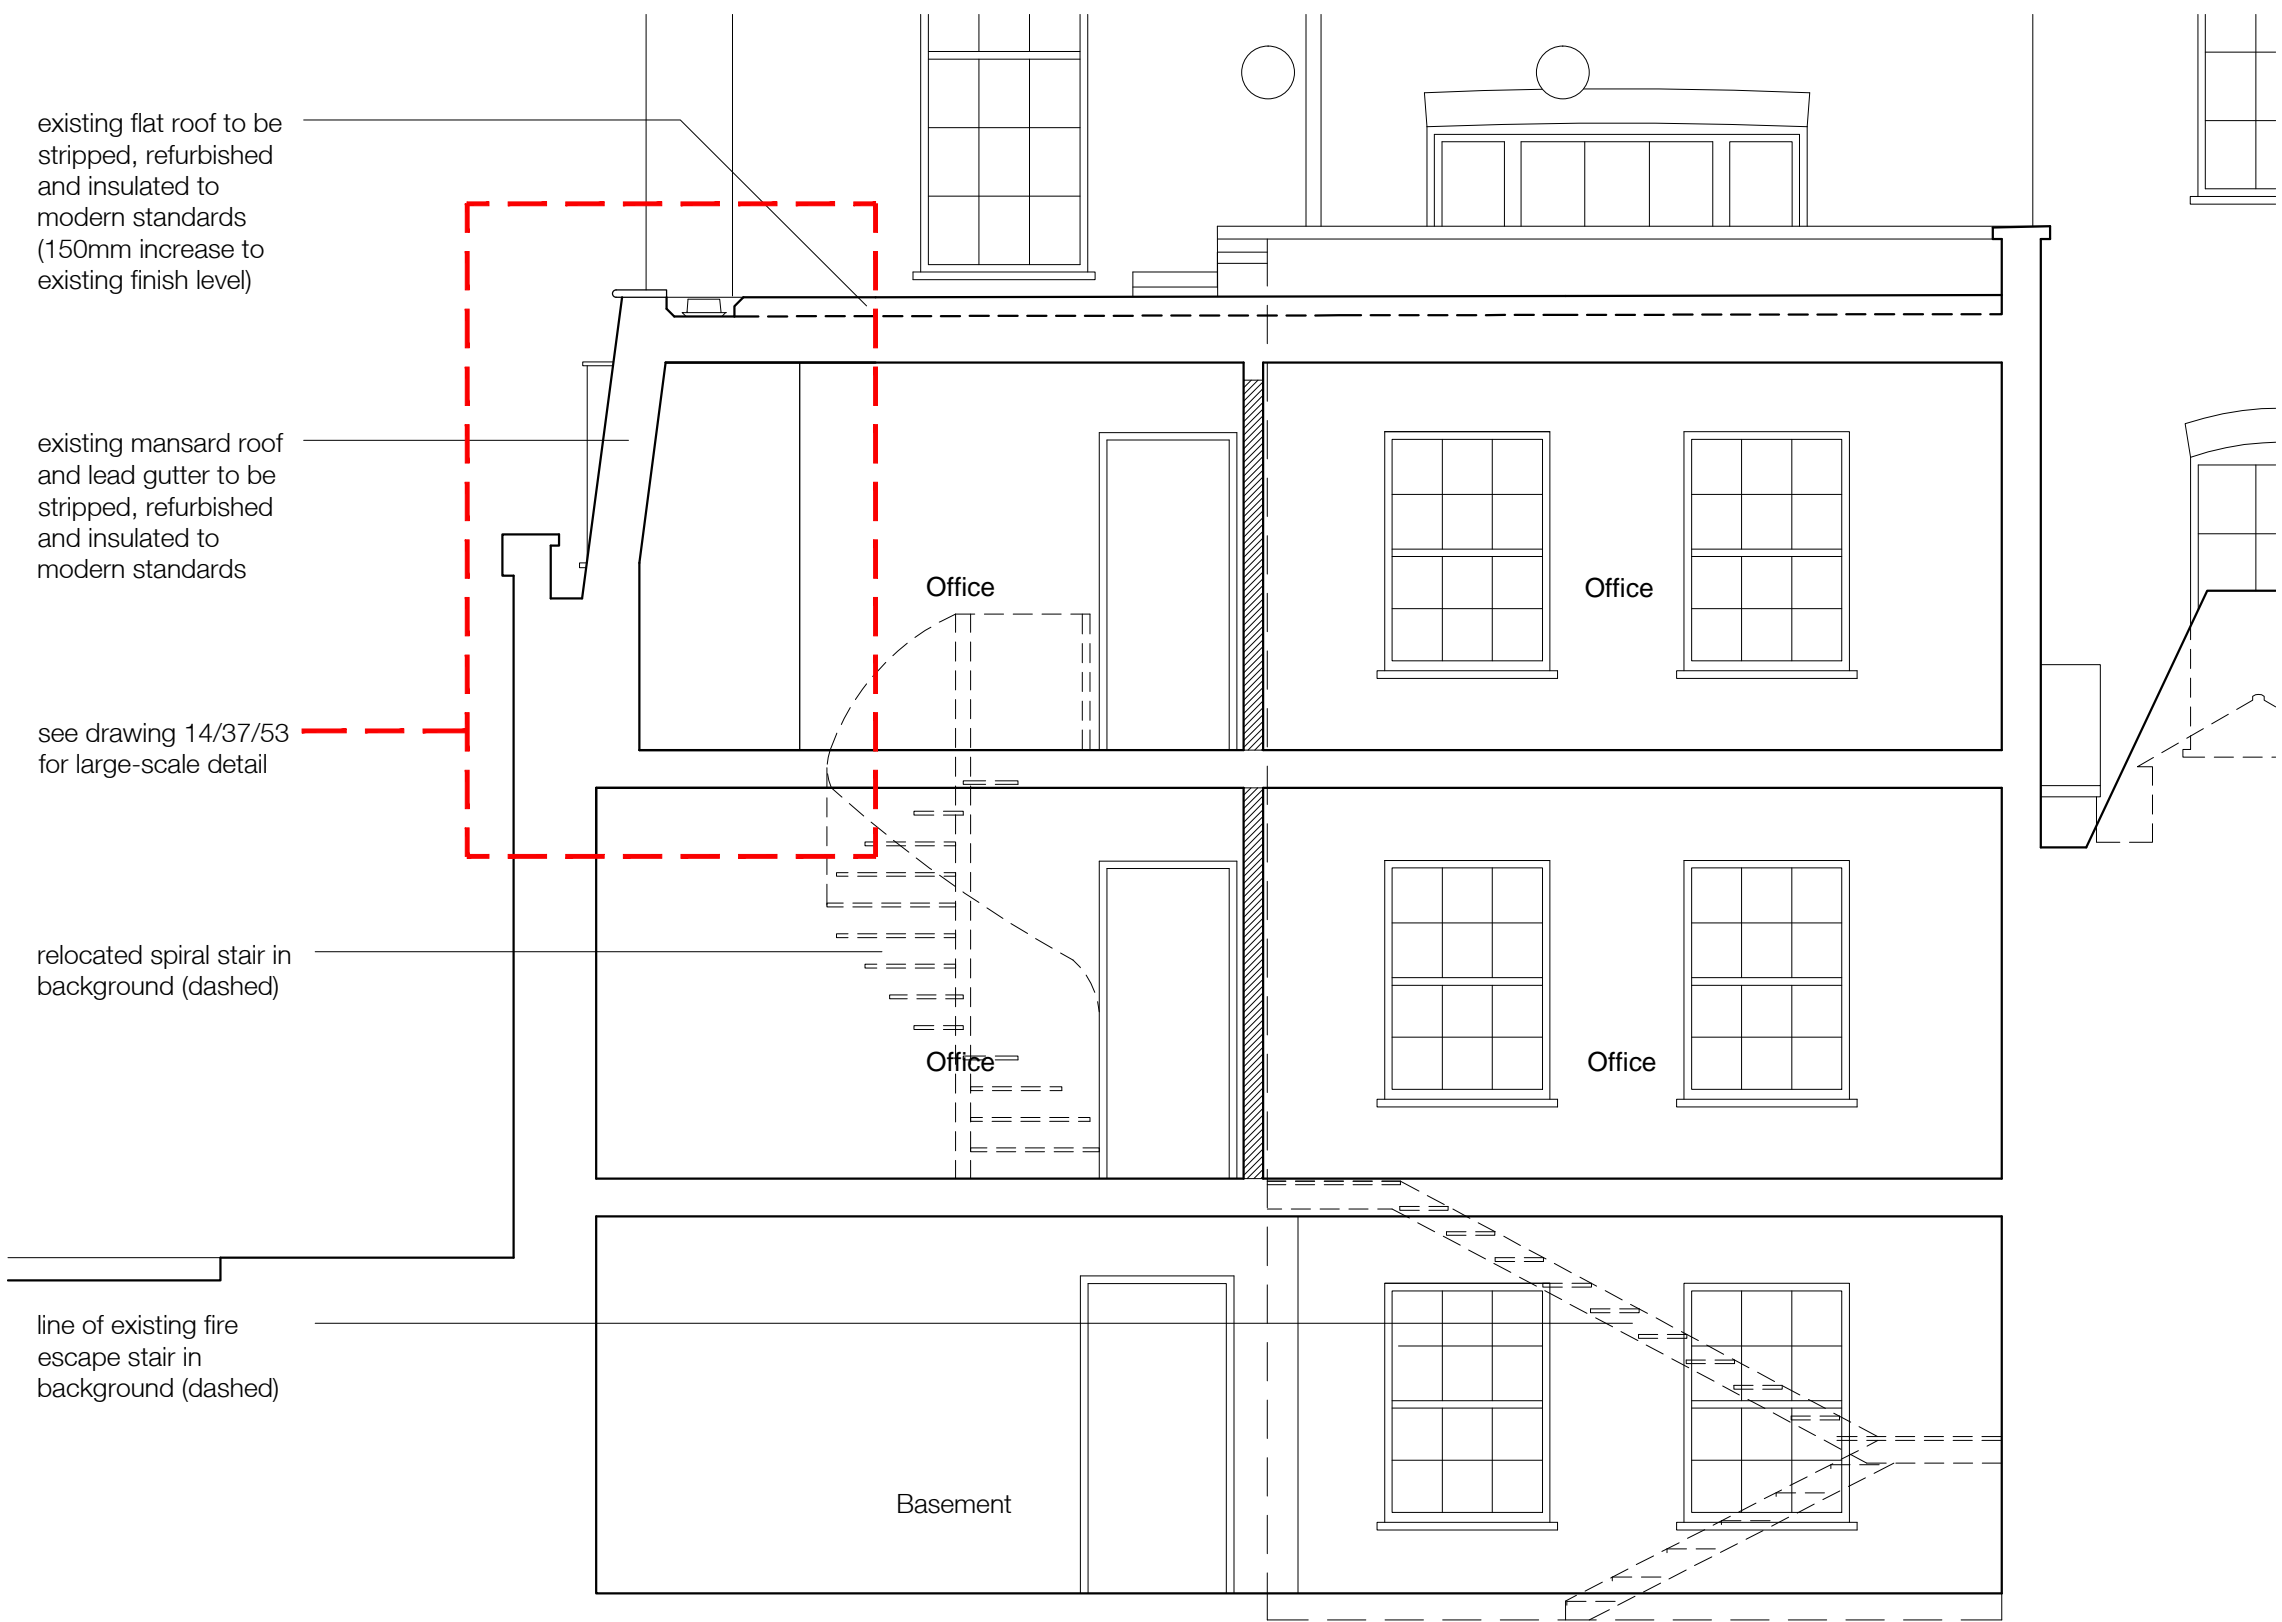 existing flat roof to be
stripped, refurbished
and insulated to
modern standards
(150mm increase to
existing finish level)
existing mansard roof
and lead gutter to be
stripped, refurbished
and insulated to
modern standards
Office
Office
see drawing 14/37/53
for large-scale detail
relocated spiral stair in
background (dashed)
Office
Office
line of existing fire
escape stair in
background (dashed)
Basement